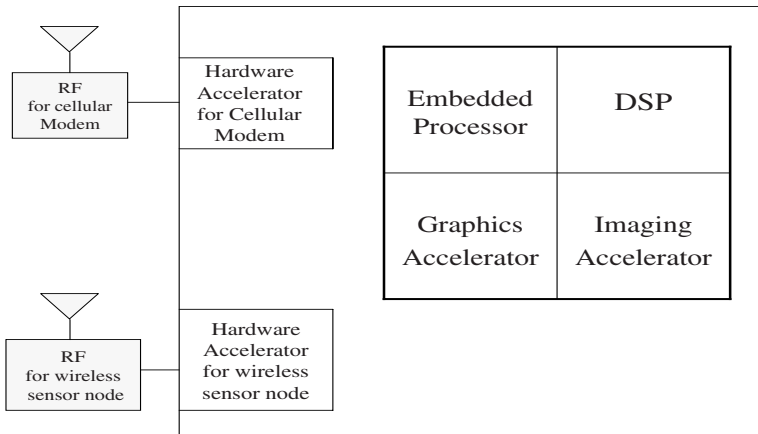 RF
for cellular
Modem
Hardware
Accelerator
for Cellular
Modem
Embedded
Processor
DSP
Graphics
Accelerator
Imaging
Accelerator
RF
for wireless
sensor node
Hardware
Accelerator
for wireless
sensor node